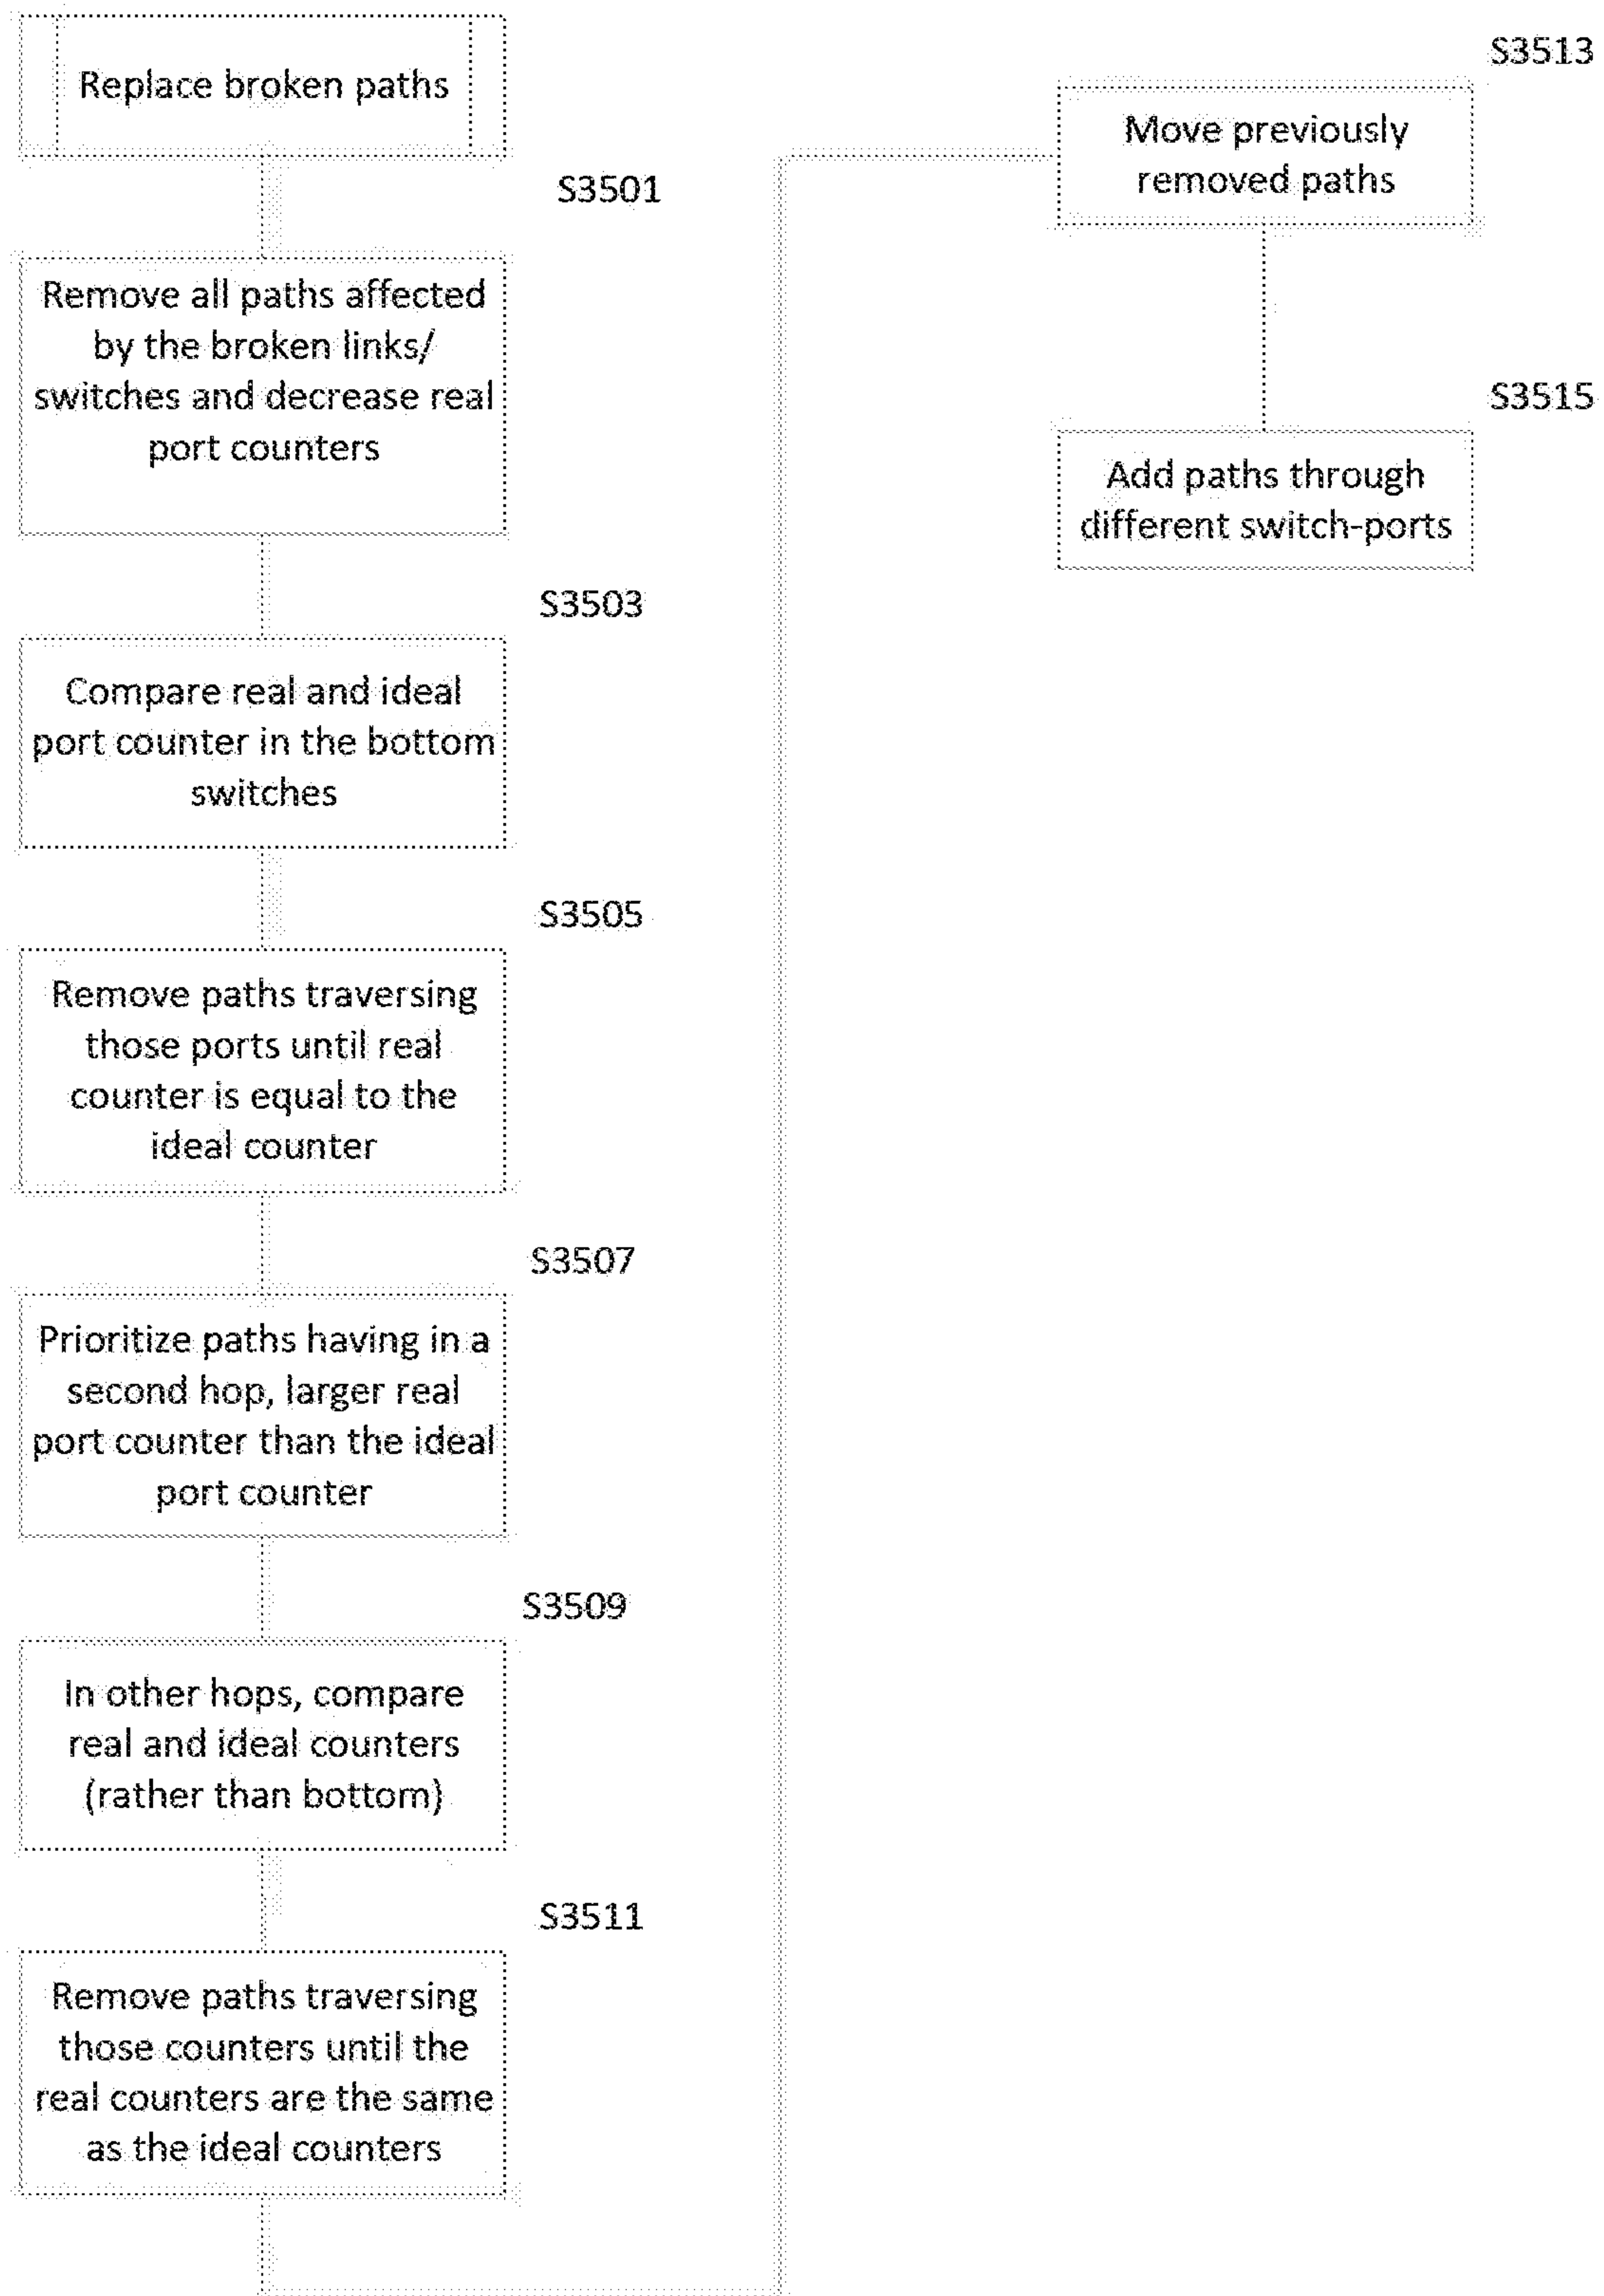 Replace broken paths
S3501
Remove all paths affected
by the broken links/
switches and decrease real
port counters
S3503
Compare real and ideal
port counter in the bottom
switches
S3505
Remove paths traversing
those ports until real
counter is equal to the
ideal counter
S3507
Prioritize paths having in a
second hop, larger real
port counter than the ideal
port counter
S3509
In other hops, compare
real and ideal counters
(rather than bottom)
S3511
Remove paths traversing
those counters until the
real counters are the same
as the ideal counters
S3513
Move previously
removed paths
S3515
Add paths through
different switch-ports